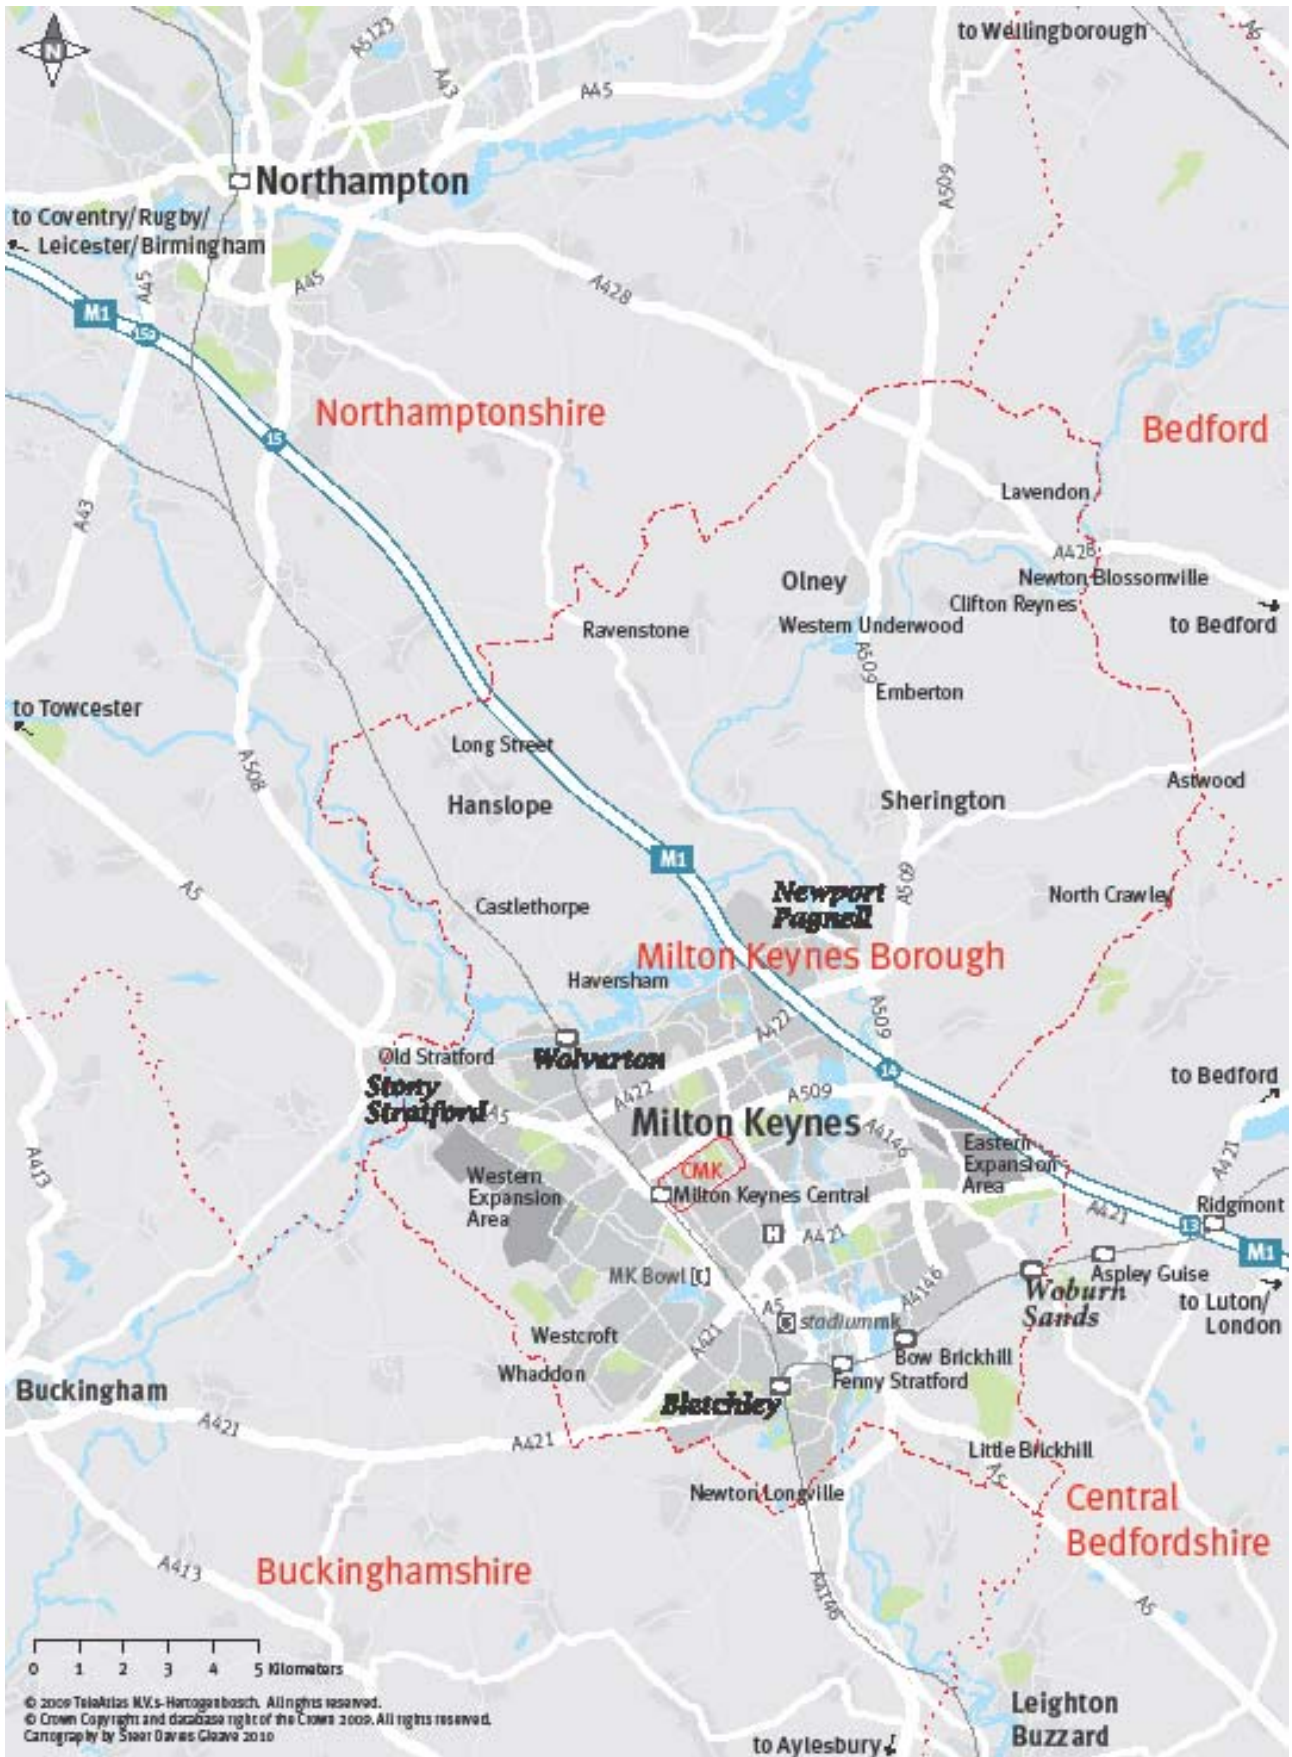 N
A5123
A43
to Wellingborough
A6
A45
Northampton
A509
to Coventry/Rugby/
Leicester/Birmingham
A45
A45
A428
M1
15a
Northamptonshire
Bedford
15
Lavendon
A43
A428
Olney
Newton Blossomville
Clifton Reynes
Ravenstone
Western Underwood
to Bedford
A509
Emberton
to Towcester
Long Street
A508
Astwood
Hanslope
Sherington
M1
A5
A509
Newport
Pagnell
North Crawley
Castlethorpe
Milton Keynes Borough
Haversham
A422
A509
Old Stratford
Wolvurton
14
to Bedford
Stony
Stratford
A5
A422
A509
Milton Keynes
A4146
Eastern
Expansion
Area
A413
CMK
A421
Western
Expansion
Area
Milton Keynes Central
Ridgmont
A421
13
H
A421
M1
MK Bowl
Aspley Guise
Woburn
Sands
A4146
to Luton/
London
A5
stadiummk
Westcroft
A421
Bow Brickhill
Whaddon
Fenny Stratford
Buckingham
Bletchley
A421
A421
Little Brickhill
A5
Newton Longville
Central
Bedfordshire
A413
Buckinghamshire
A4146
A5
0 1 2 3 4 5 Kilometers
© 2009 TeleAtlas N.V.s-Hertogenbosch. All rights reserved.
© Crown Copyright and database right of the Crown 2009. All rights reserved.
Cartography by Steer Davies Gleave 2010
Leighton
Buzzard
to Aylesbury